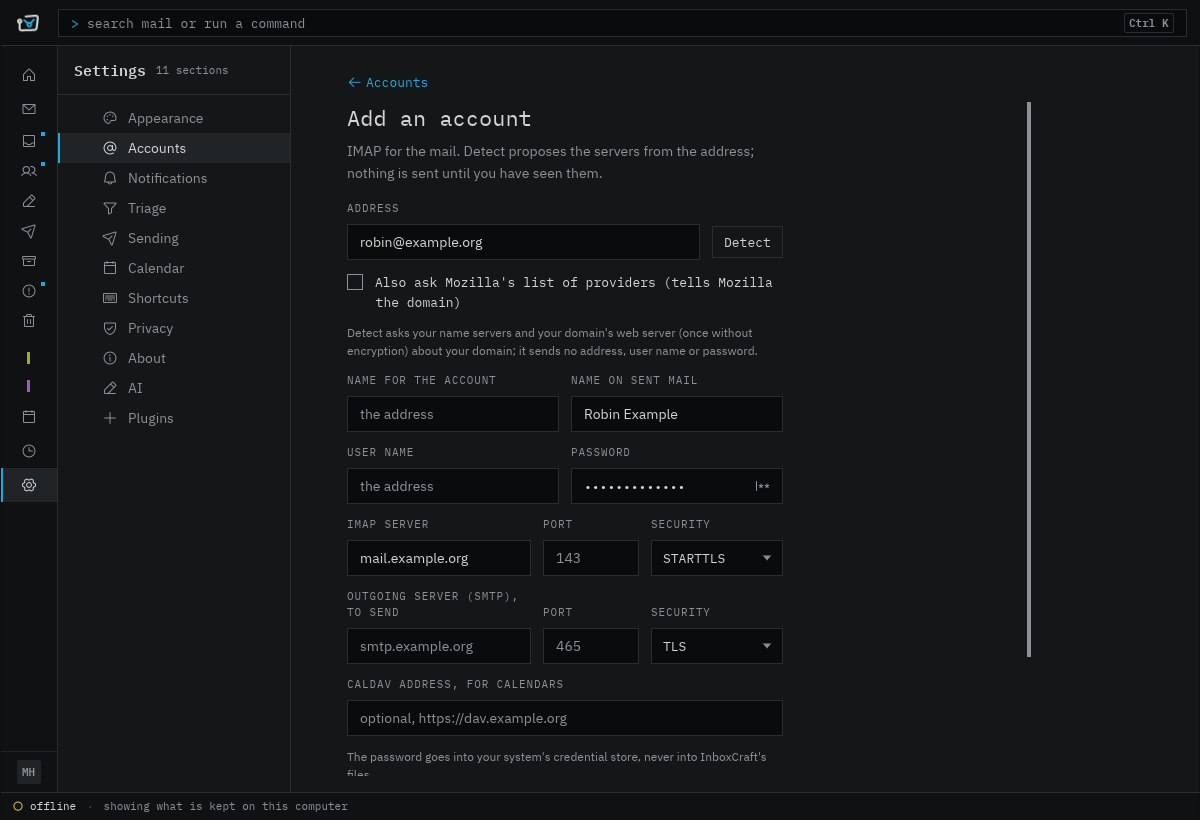 > search mail or run a command
Ctrl K
Settings 11 sections
Appearance
Accounts
Notifications
Triage
Sending
Calendar
Shortcuts
Privacy
About
AI
Plugins
MH
← Accounts
Add an account
IMAP for the mail. Detect proposes the servers from the address;
nothing is sent until you have seen them.
ADDRESS
robin@example.org
Detect
Also ask Mozilla's list of providers (tells Mozilla
the domain)
Detect asks your name servers and your domain's web server (once without
encryption) about your domain; it sends no address, user name or password.
NAME FOR THE ACCOUNT
NAME ON SENT MAIL
the address
Robin Example
USER NAME
PASSWORD
the address
•••••••••••••
|**
IMAP SERVER
PORT
SECURITY
mail.example.org
143
STARTTLS
OUTGOING SERVER (SMTP),
TO SEND
PORT
SECURITY
smtp.example.org
465
TLS
CALDAV ADDRESS, FOR CALENDARS
optional, https://dav.example.org
The password goes into your system's credential store, never into InboxCraft's
files.
offline · showing what is kept on this computer